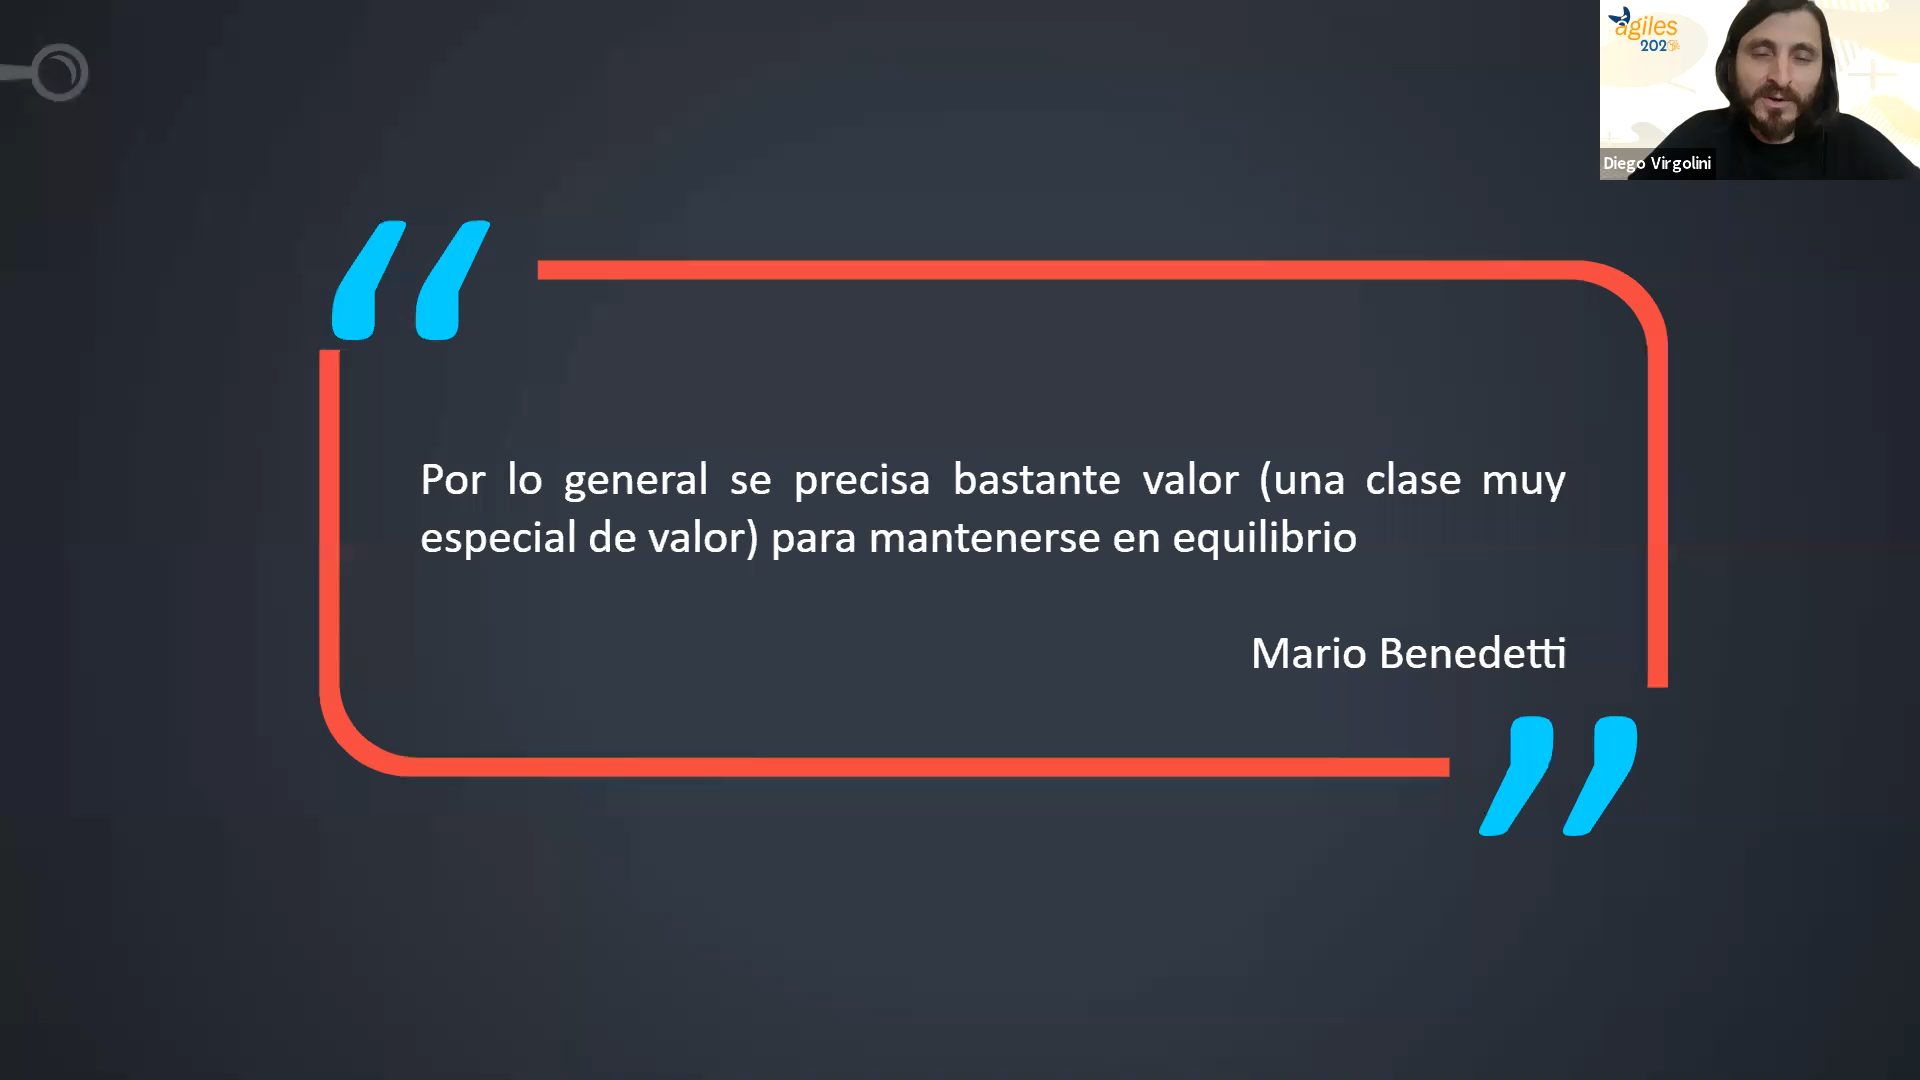 agiles
202
Diego Virgolini
“
Por lo general se precisa bastante valor (una clase muy
especial de valor) para mantenerse en equilibrio
Mario Benedetti
”